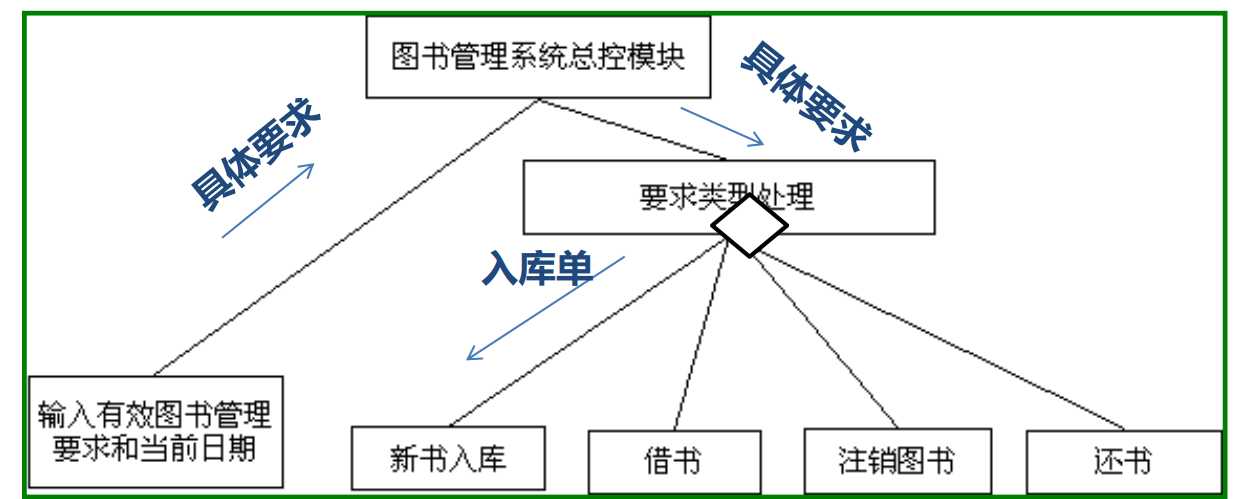 图书管理系统总控模块
具体要求
具体要求
要求类型处理
入库单
输入有效图书管理
要求和当前日期
新书入库
借书
注销图书
还书